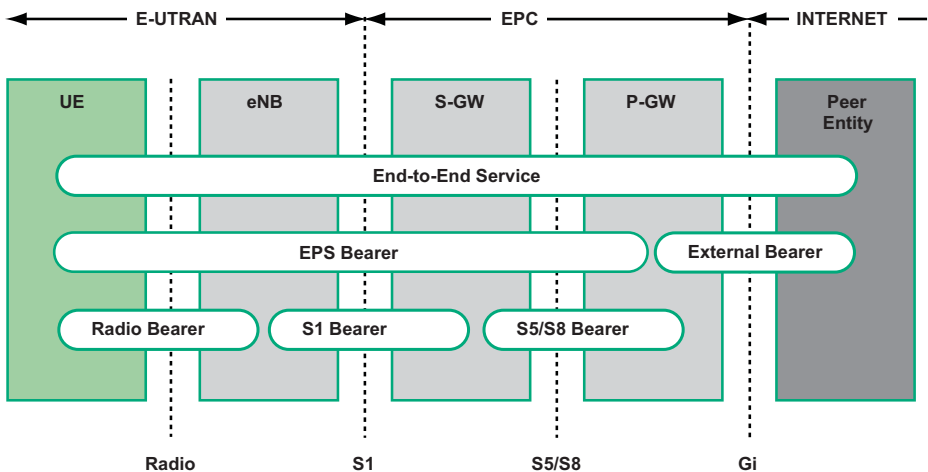 E-UTRAN EPC INTERNET
UE eNB S-GW P-GW Peer
Entity
End-to-End Service
EPS Bearer External Bearer
Radio Bearer S1 Bearer S5/S8 Bearer
Radio S1 S5/S8 Gi